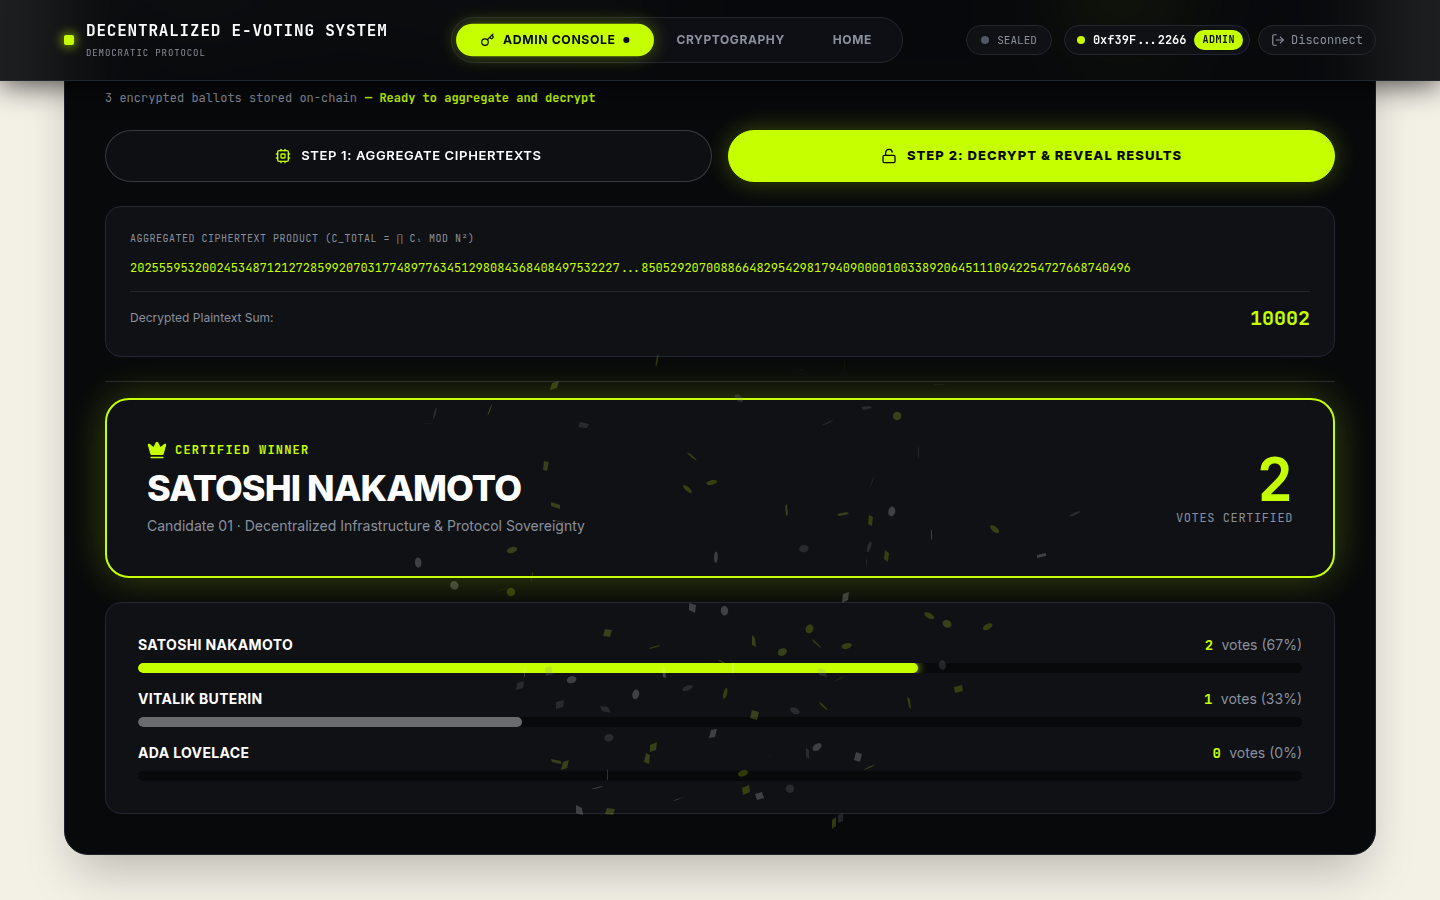 DECENTRALIZED E-VOTING SYSTEM
DEMOCRATIC PROTOCOL
ADMIN CONSOLE
CRYPTOGRAPHY
HOME
SEALED
0xf39F...2266 ADMIN
Disconnect
3 encrypted ballots stored on-chain — Ready to aggregate and decrypt
STEP 1: AGGREGATE CIPHERTEXTS
STEP 2: DECRYPT & REVEAL RESULTS
AGGREGATED CIPHERTEXT PRODUCT (C_TOTAL = ∏ Cᵢ MOD N²)
20255595320024534871212728599207031774897763451298084368408497532227...85052920700886648295429817940900001003389206451110942254727668740496
Decrypted Plaintext Sum:
10002
CERTIFIED WINNER
SATOSHI NAKAMOTO
Candidate 01 · Decentralized Infrastructure & Protocol Sovereignty
2
VOTES CERTIFIED
SATOSHI NAKAMOTO
2 votes (67%)
VITALIK BUTERIN
1 votes (33%)
ADA LOVELACE
0 votes (0%)